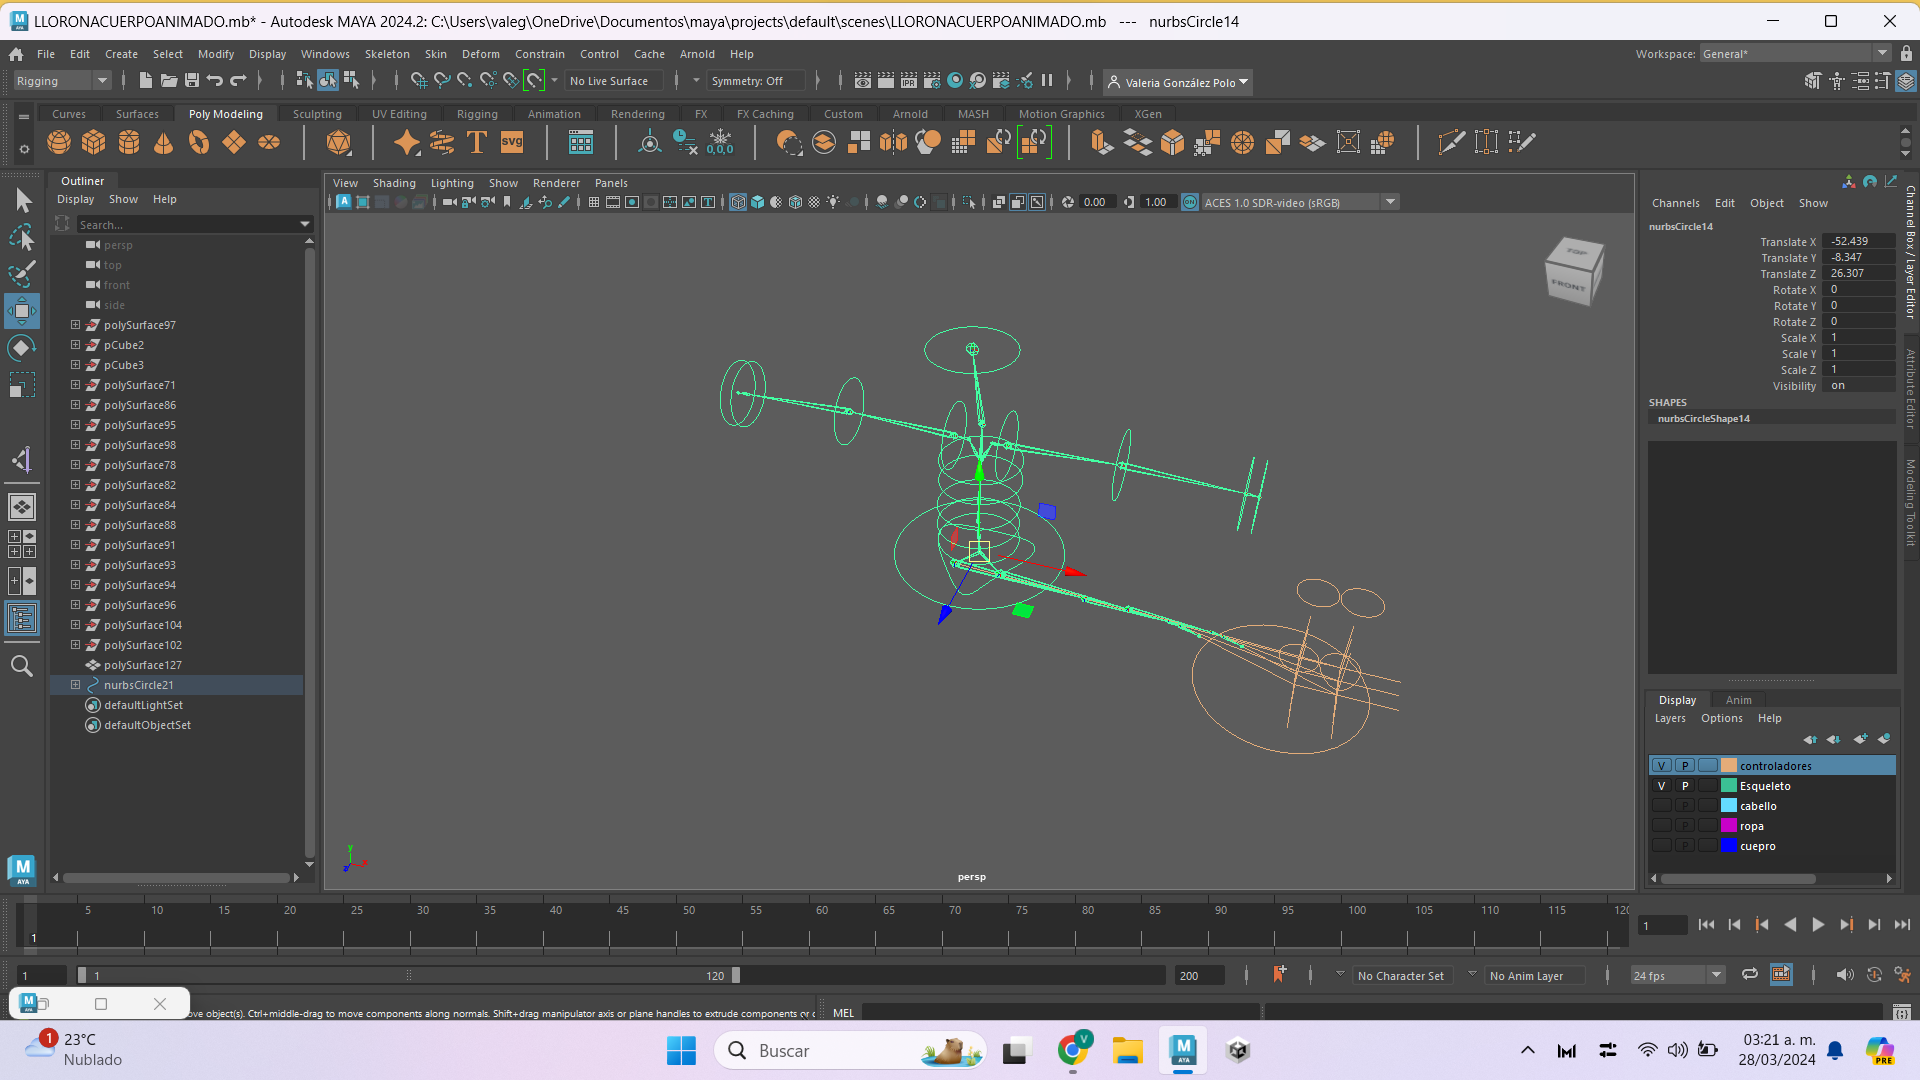 LLORONACUERPOANIMADO.mb* - Autodesk MAYA 2024.2: C:\Users\valeg\OneDrive\Documentos\maya\projects\default\scenes\LLORONACUERPOANIMADO.mb --- nurbsCircle14
File Edit Create Select Modify Display Windows Skeleton Skin Deform Constrain Control Cache Arnold Help
Workspace: General*
Rigging
No Live Surface
Symmetry: Off
Valeria González Polo
Curves Surfaces Poly Modeling Sculpting UV Editing Rigging Animation Rendering FX FX Caching Custom Arnold MASH Motion Graphics XGen
Outliner
Display Show Help
Search...
persp
top
front
side
polySurface97
pCube2
pCube3
polySurface71
polySurface86
polySurface95
polySurface98
polySurface78
polySurface82
polySurface84
polySurface88
polySurface91
polySurface93
polySurface94
polySurface96
polySurface104
polySurface102
polySurface127
nurbsCircle21
defaultLightSet
defaultObjectSet
View Shading Lighting Show Renderer Panels
0.00
1.00
ACES 1.0 SDR-video (sRGB)
TOP
FRONT
persp
Channels Edit Object Show
nurbsCircle14
Translate X -52.439
Translate Y -8.347
Translate Z 26.307
Rotate X 0
Rotate Y 0
Rotate Z 0
Scale X 1
Scale Y 1
Scale Z 1
Visibility on
SHAPES
nurbsCircleShape14
Channel Box / Layer Editor
Attribute Editor
Modeling Toolkit
Display Anim
Layers Options Help
V P controladores
V P Esqueleto
P cabello
P ropa
P cuepro
5 10 15 20 25 30 35 40 45 50 55 60 65 70 75 80 85 90 95 100 105 110 115 120
1
1
1
1
120
200
No Character Set
No Anim Layer
24 fps
ove object(s). Ctrl+middle-drag to move components along normals. Shift+drag manipulator axis or plane handles to extrude components or c
MEL
1
23°C
Nublado
Buscar
03:21 a. m.
28/03/2024